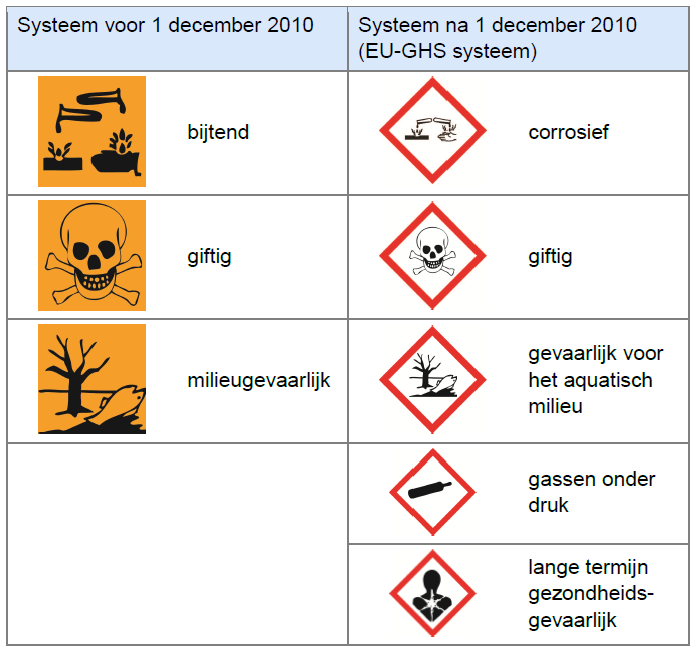 Systeem voor 1 december 2010
Systeem na 1 december 2010
(EU-GHS systeem)
bijtend
corrosief
giftig
giftig
milieugevaarlijk
gevaarlijk voor
het aquatisch
milieu
gassen onder
druk
lange termijn
gezondheids-
gevaarlijk